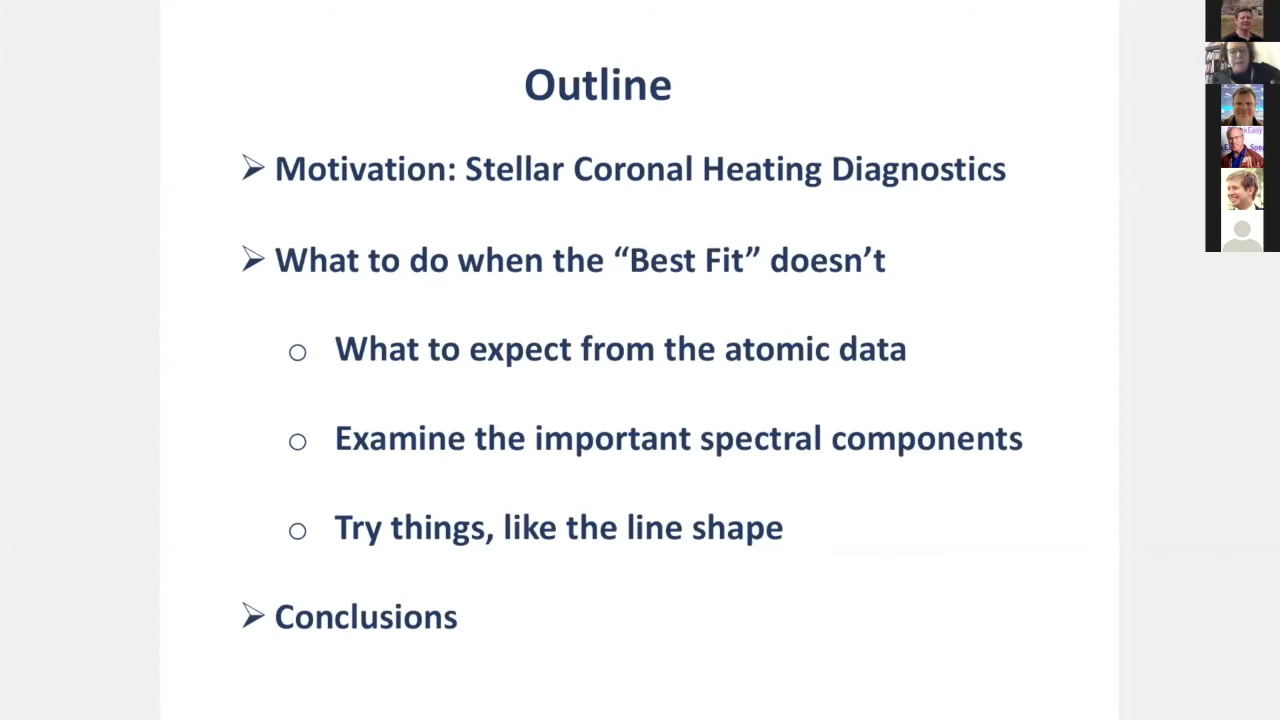 Outline
Motivation: Stellar Coronal Heating Diagnostics
What to do when the “Best Fit” doesn’t
What to expect from the atomic data
Examine the important spectral components
Try things, like the line shape
Conclusions